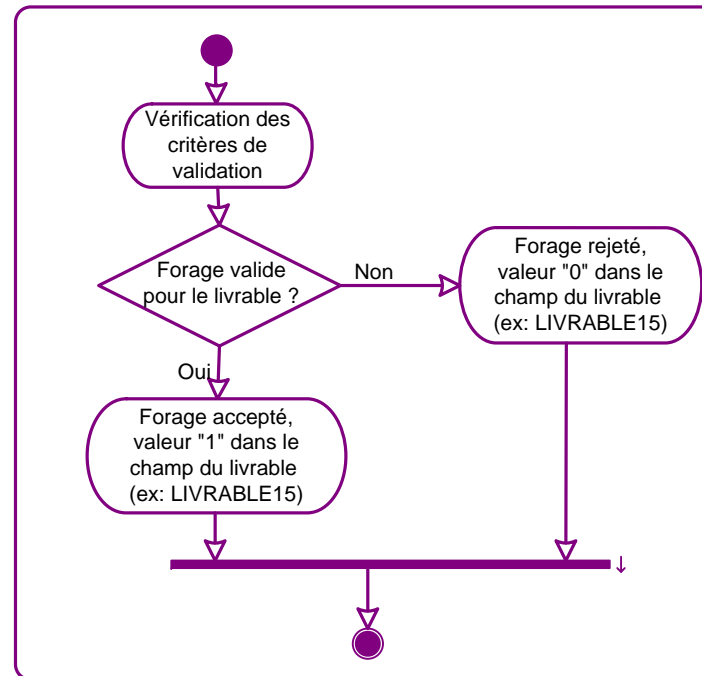 Vérification des
critères de
validation
Forage valide
pour le livrable ?
Non
Forage rejeté,
valeur "0" dans le
champ du livrable
(ex: LIVRABLE15)
Oui
Forage accepté,
valeur "1" dans le
champ du livrable
(ex: LIVRABLE15)